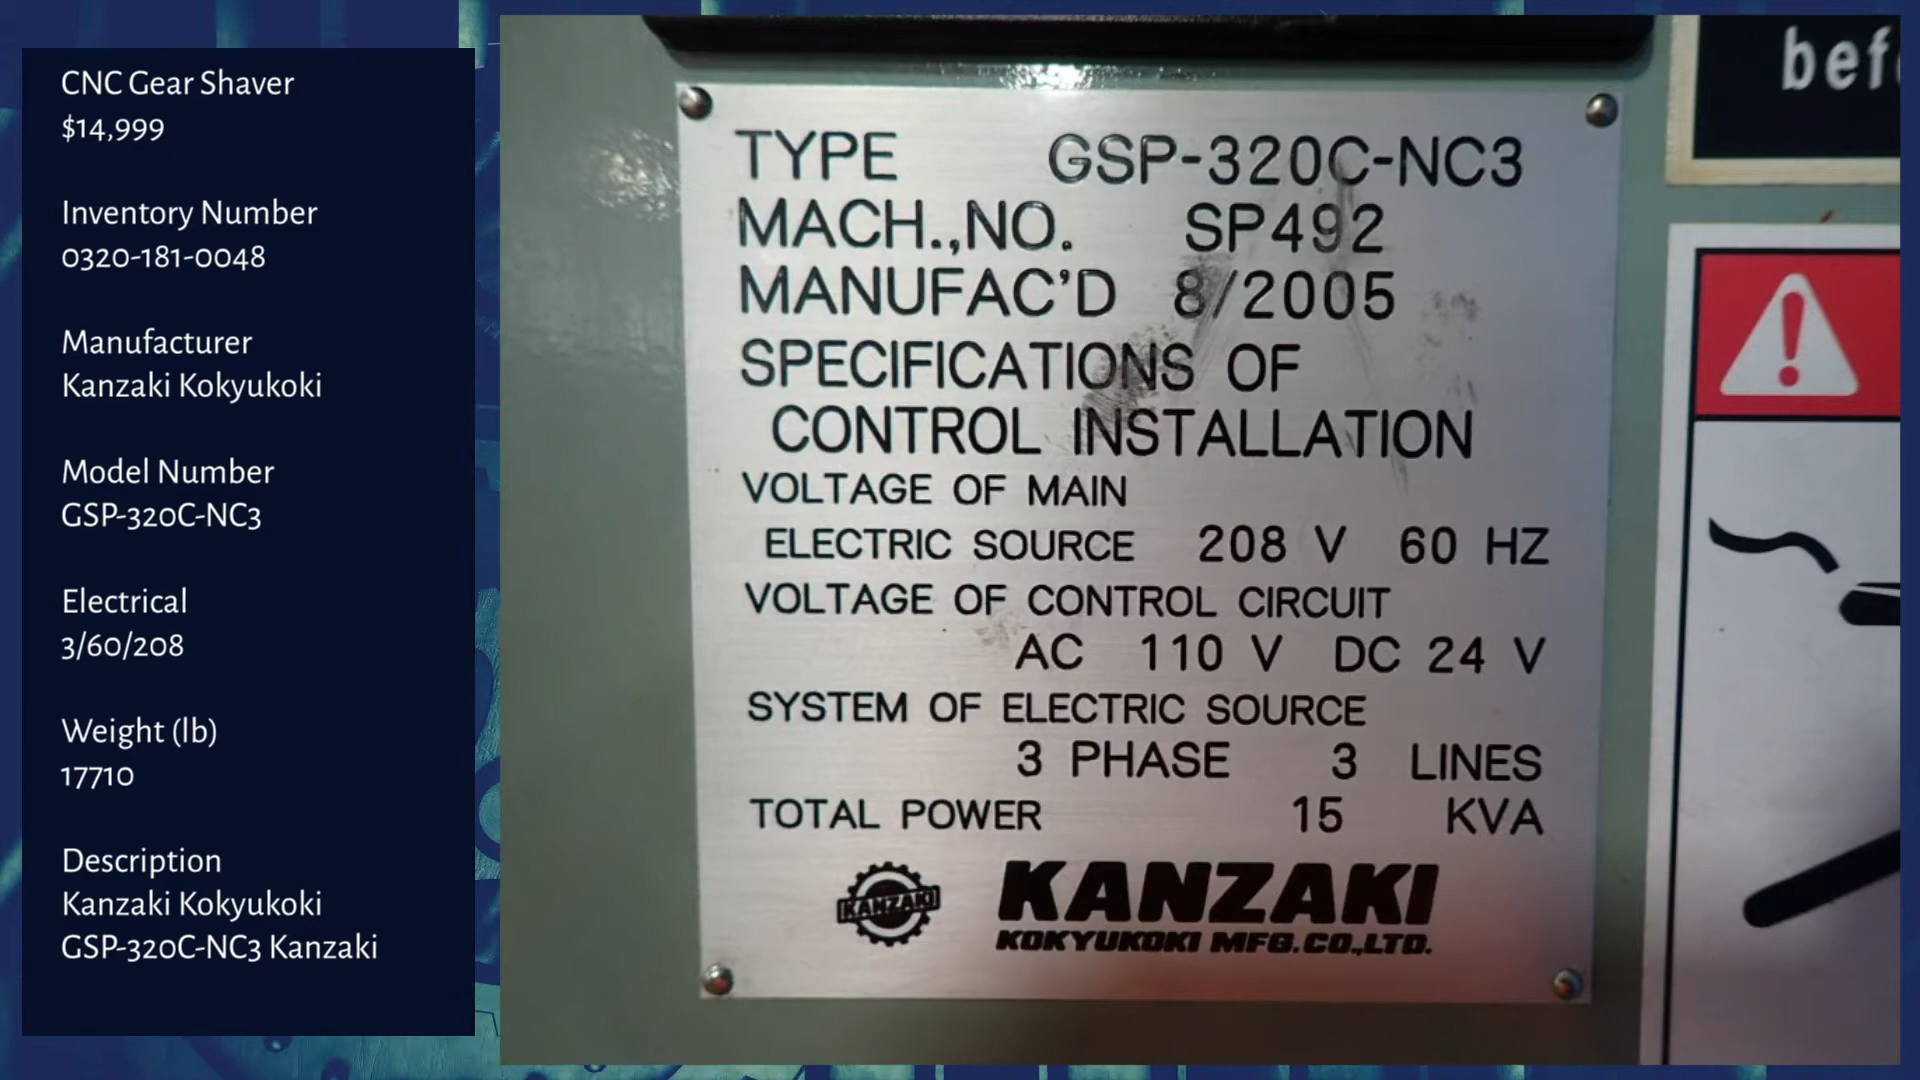 CNC Gear Shaver
$14,999
Inventory Number
0320-181-0048
Manufacturer
Kanzaki Kokyukoki
Model Number
GSP-320C-NC3
Electrical
3/60/208
Weight (lb)
17710
Description
Kanzaki Kokyukoki
GSP-320C-NC3 Kanzaki
TYPE GSP-320C-NC3
MACH.,NO. SP492
MANUFAC'D 8/2005
SPECIFICATIONS OF
CONTROL INSTALLATION
VOLTAGE OF MAIN
ELECTRIC SOURCE 208 V 60 HZ
VOLTAGE OF CONTROL CIRCUIT
AC 110 V DC 24 V
SYSTEM OF ELECTRIC SOURCE
3 PHASE 3 LINES
TOTAL POWER 15 KVA
KANZAKI
KANZAKI
KOKYUKOKI MFG.CO.,LTD.